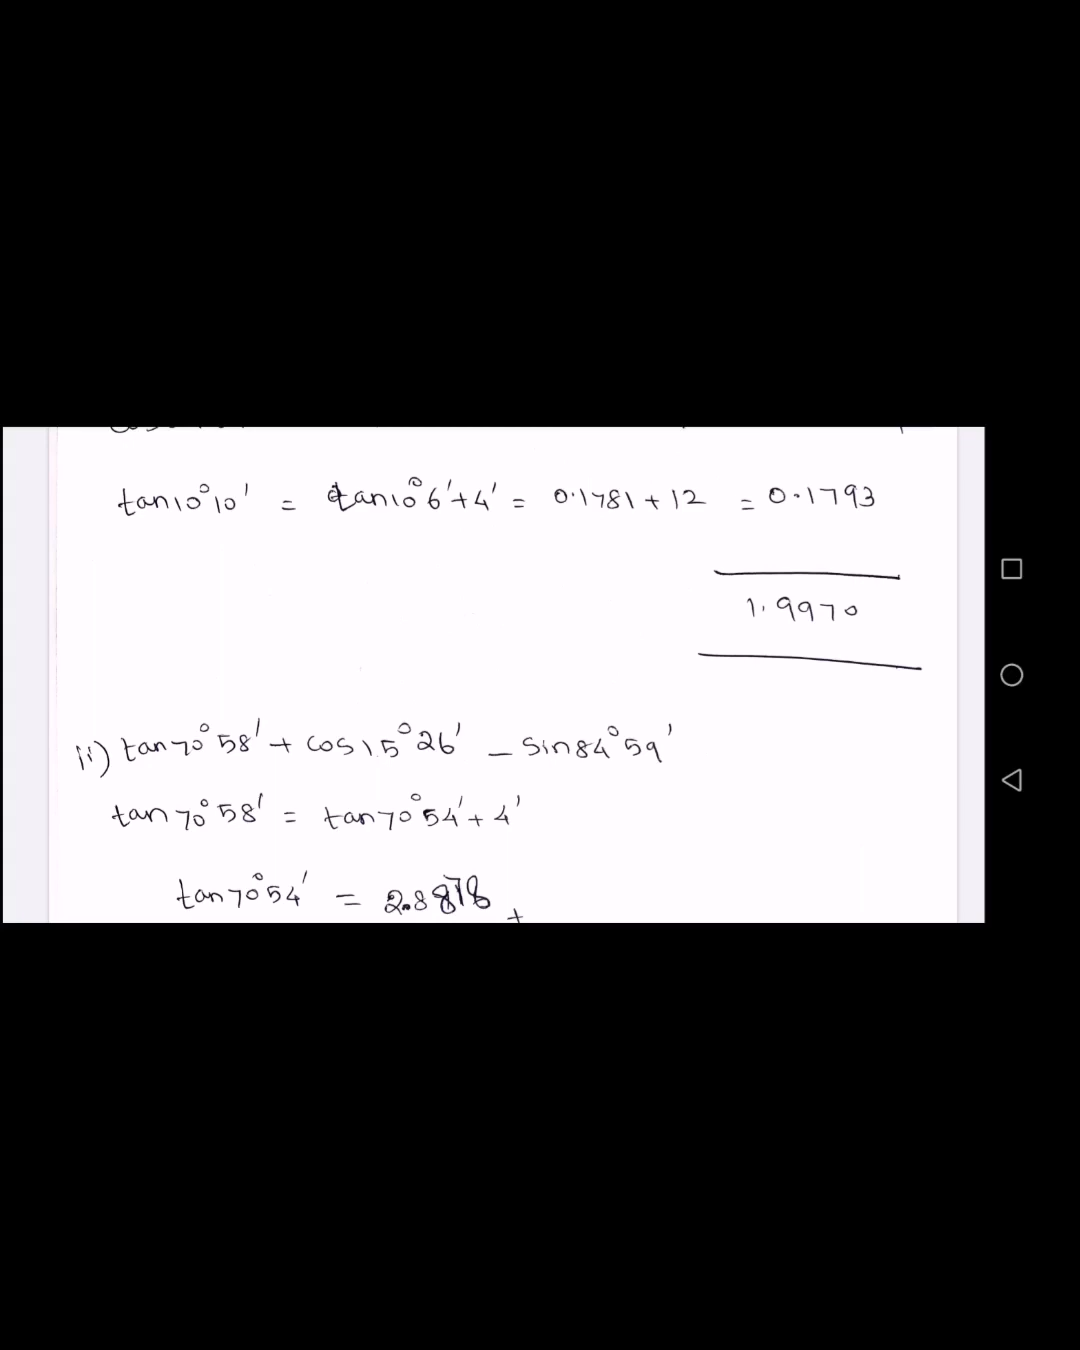 tan10°10' = tan10°6'+4' = 0.1781 + 12 = 0.1793
1.9970
ii) tan70°58' + cos15°26' - sin84°59'
tan70°58' = tan70°54'+4'
tan70°54' = 2.8878 +